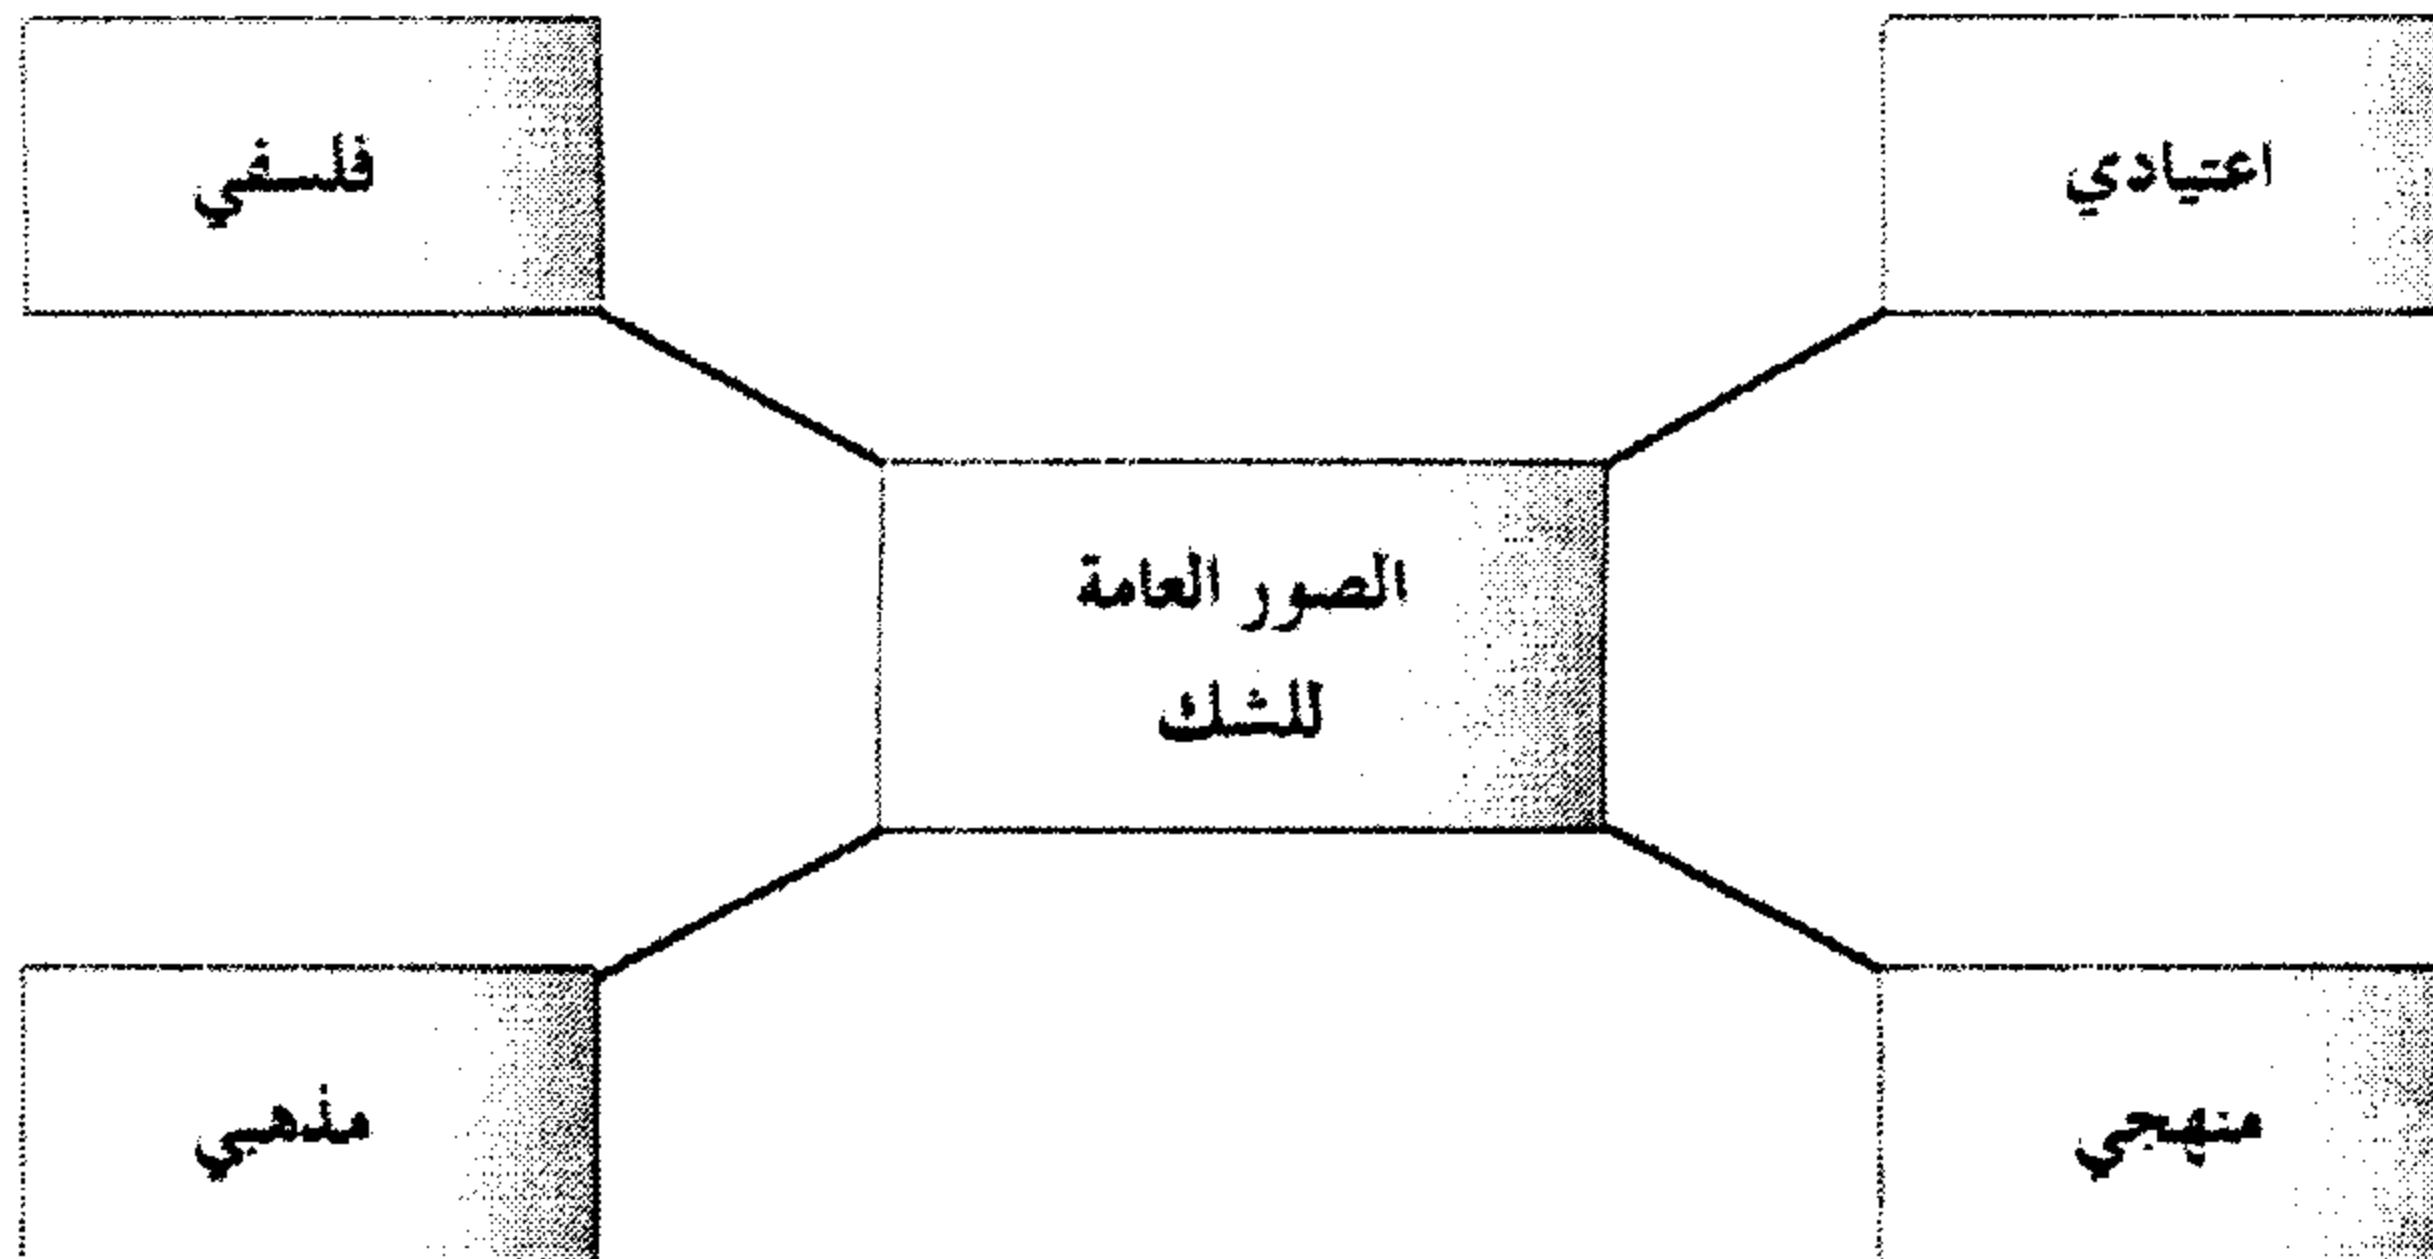 اعتيادي
فلسفي
الصور العامة
للشك
منهجي
مذهبي